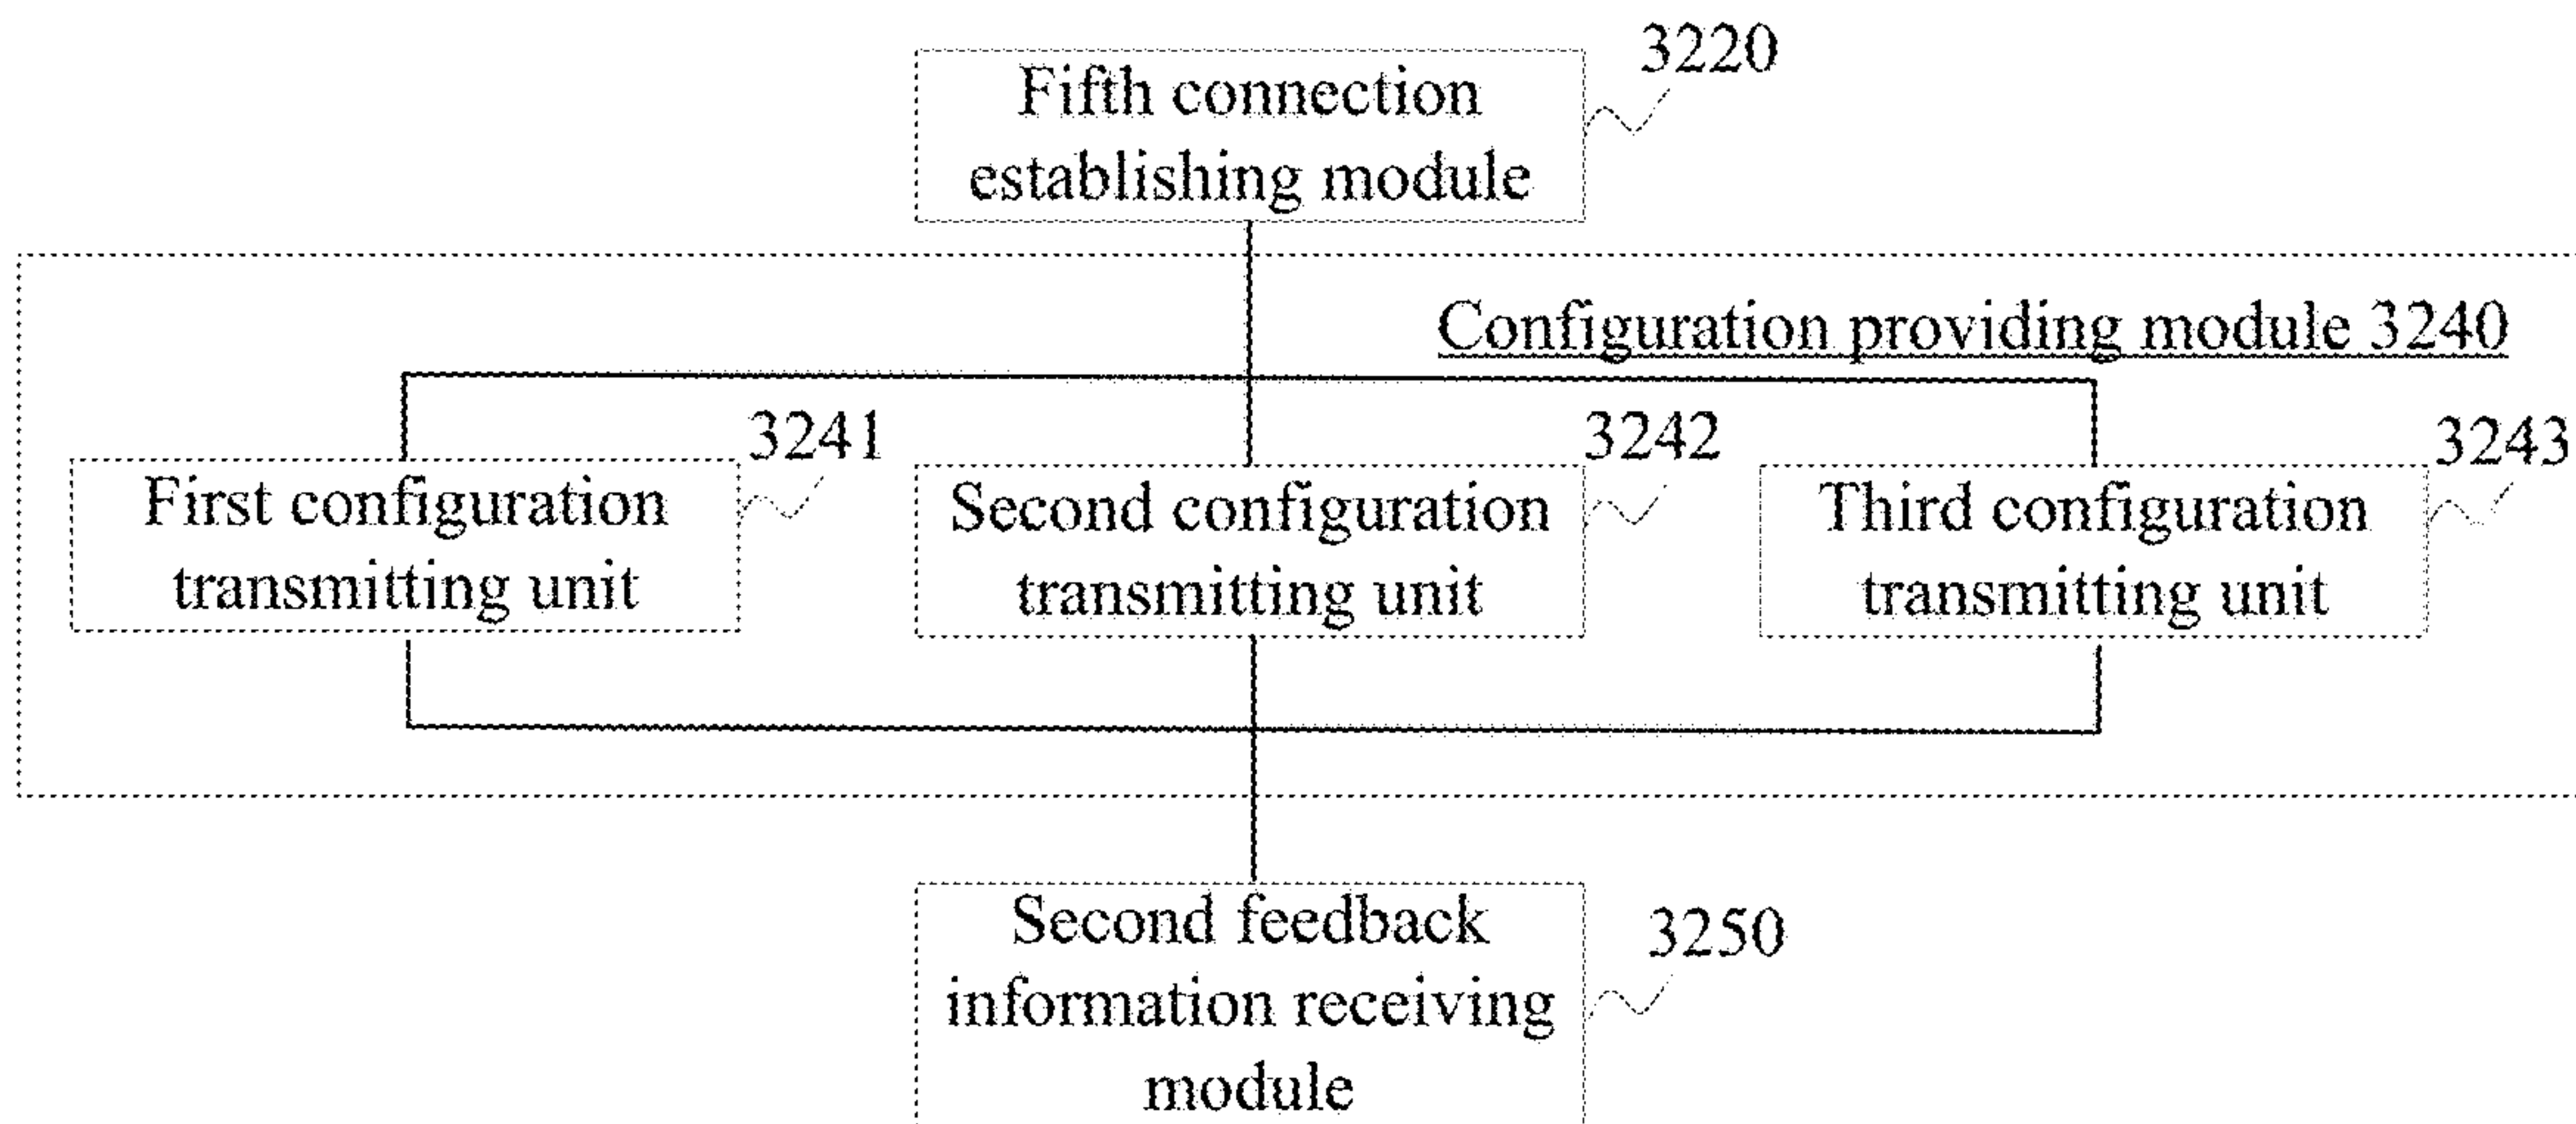 3220
Fifth connection
establishing module
Configuration providing module 3240
3241
3242
3243
First configuration
transmitting unit
Second configuration
transmitting unit
Third configuration
transmitting unit
Second feedback
information receiving
module
3250